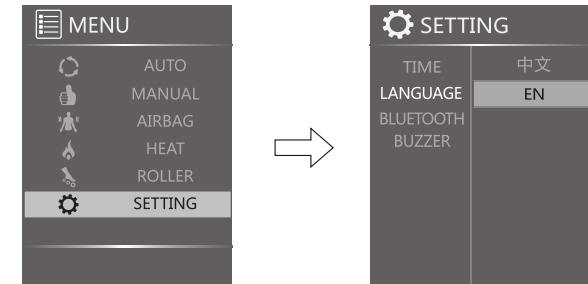 MENU
AUTO
MANUAL
AIRBAG
HEAT
ROLLER
SETTING
SETTING
TIME
LANGUAGE
BLUETOOTH
BUZZER
中文
EN